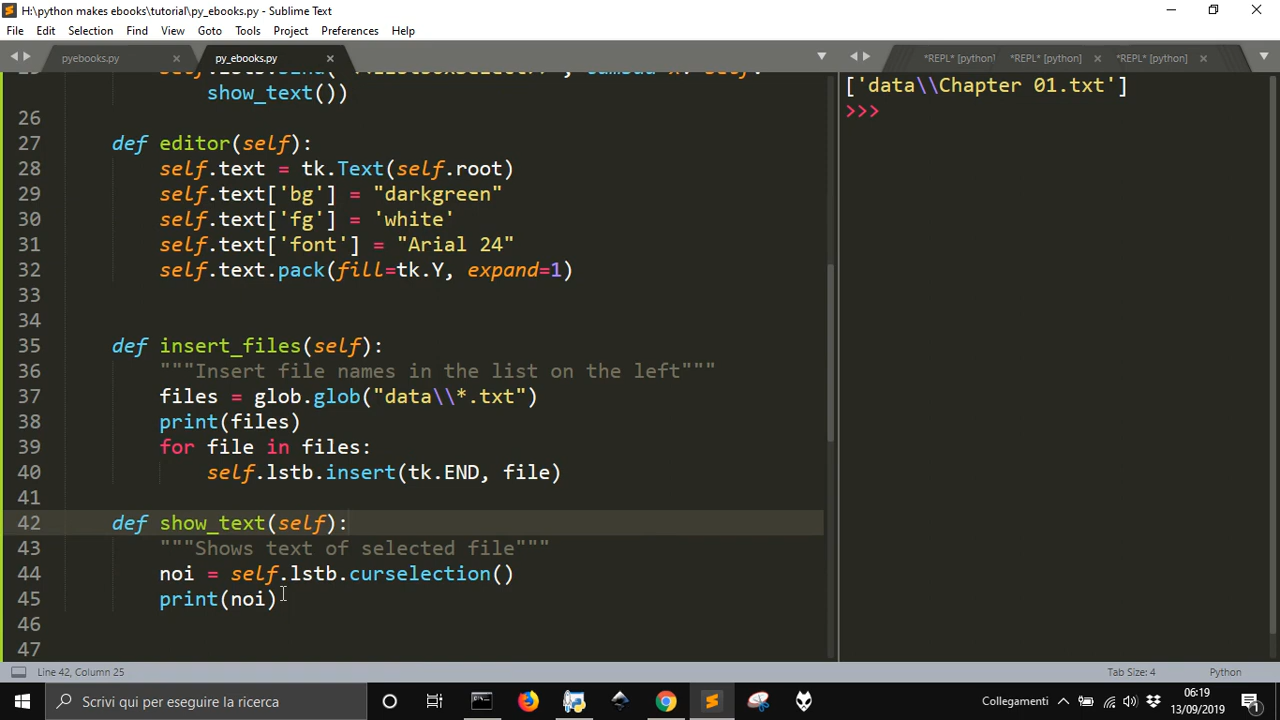 H:\python makes ebooks\tutorial\py_ebooks.py - Sublime Text
File Edit Selection Find View Goto Tools Project Preferences Help
pyebooks.py × py_ebooks.py × *REPL* [python] *REPL* [python] × *REPL* [python] ×
show_text())
26
27 def editor(self):
28 self.text = tk.Text(self.root)
29 self.text['bg'] = "darkgreen"
30 self.text['fg'] = 'white'
31 self.text['font'] = "Arial 24"
32 self.text.pack(fill=tk.Y, expand=1)
33
34
35 def insert_files(self):
36 """Insert file names in the list on the left"""
37 files = glob.glob("data\\*.txt")
38 print(files)
39 for file in files:
40 self.lstb.insert(tk.END, file)
41
42 def show_text(self):
43 """Shows text of selected file"""
44 noi = self.lstb.curselection()
45 print(noi)
46
47
['data\\Chapter 01.txt']
>>>
Line 42, Column 25 Tab Size: 4 Python
Scrivi qui per eseguire la ricerca
Collegamenti
06:19
13/09/2019
1